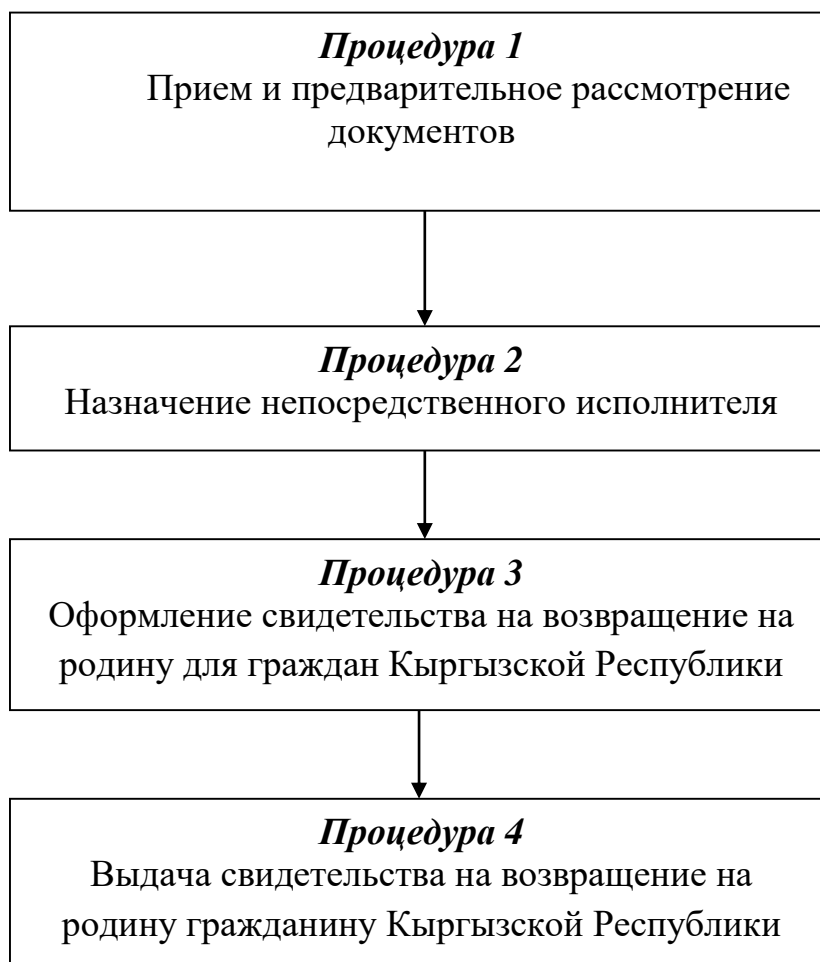 Процедура 1
Прием и предварительное рассмотрение
документов
Процедура 2
Назначение непосредственного исполнителя
Процедура 3
Оформление свидетельства на возвращение на
родину для граждан Кыргызской Республики
Процедура 4
Выдача свидетельства на возвращение на
родину гражданину Кыргызской Республики